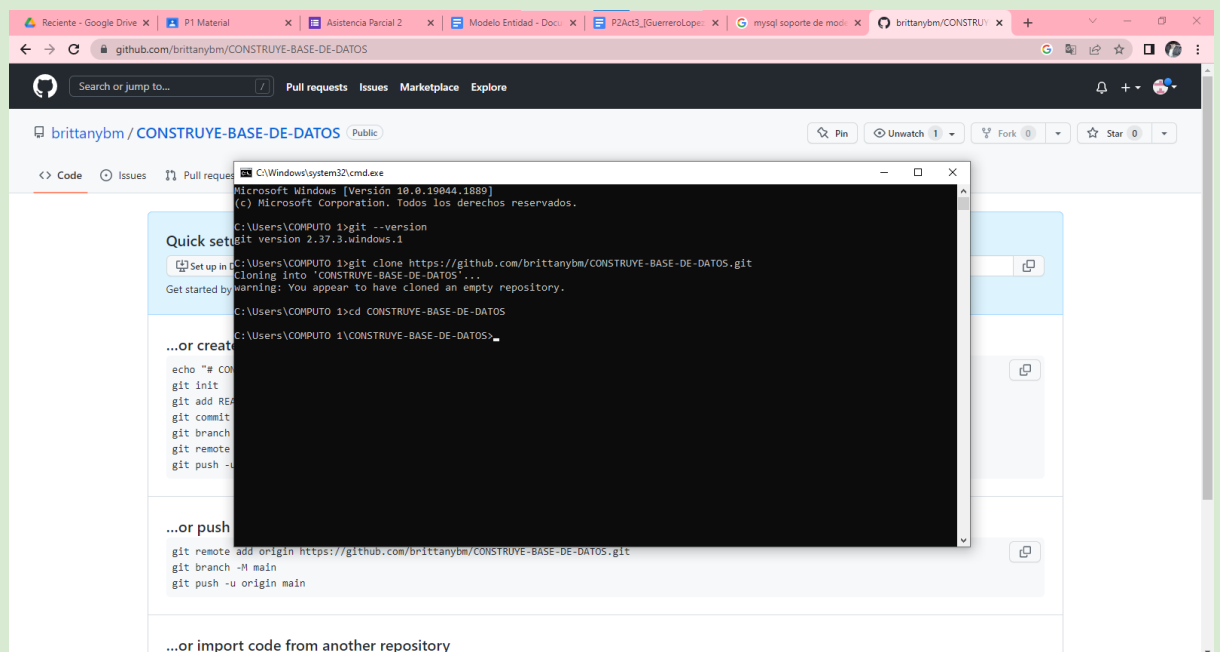 Reciente - Google Drive
P1 Material
Asistencia Parcial 2
Modelo Entidad - Docu
P2Act3_[GuerreroLopez
mysql soporte de mode
brittanybm/CONSTRUY
github.com/brittanybm/CONSTRUYE-BASE-DE-DATOS
Search or jump to... / Pull requests Issues Marketplace Explore
brittanybm / CONSTRUYE-BASE-DE-DATOS Public
Pin Unwatch 1 Fork 0 Star 0
<> Code Issues Pull reques
C:\Windows\system32\cmd.exe
Microsoft Windows [Versión 10.0.19044.1889]
(c) Microsoft Corporation. Todos los derechos reservados.
C:\Users\COMPUTO 1>git --version
git version 2.37.3.windows.1
C:\Users\COMPUTO 1>git clone https://github.com/brittanybm/CONSTRUYE-BASE-DE-DATOS.git
Cloning into 'CONSTRUYE-BASE-DE-DATOS'...
warning: You appear to have cloned an empty repository.
C:\Users\COMPUTO 1>cd CONSTRUYE-BASE-DE-DATOS
C:\Users\COMPUTO 1\CONSTRUYE-BASE-DE-DATOS>
Quick setu
Set up in D
Get started by
...or create
echo "# CON
git init
git add REA
git commit
git branch
git remote
git push -u
...or push
git remote add origin https://github.com/brittanybm/CONSTRUYE-BASE-DE-DATOS.git
git branch -M main
git push -u origin main
...or import code from another repository